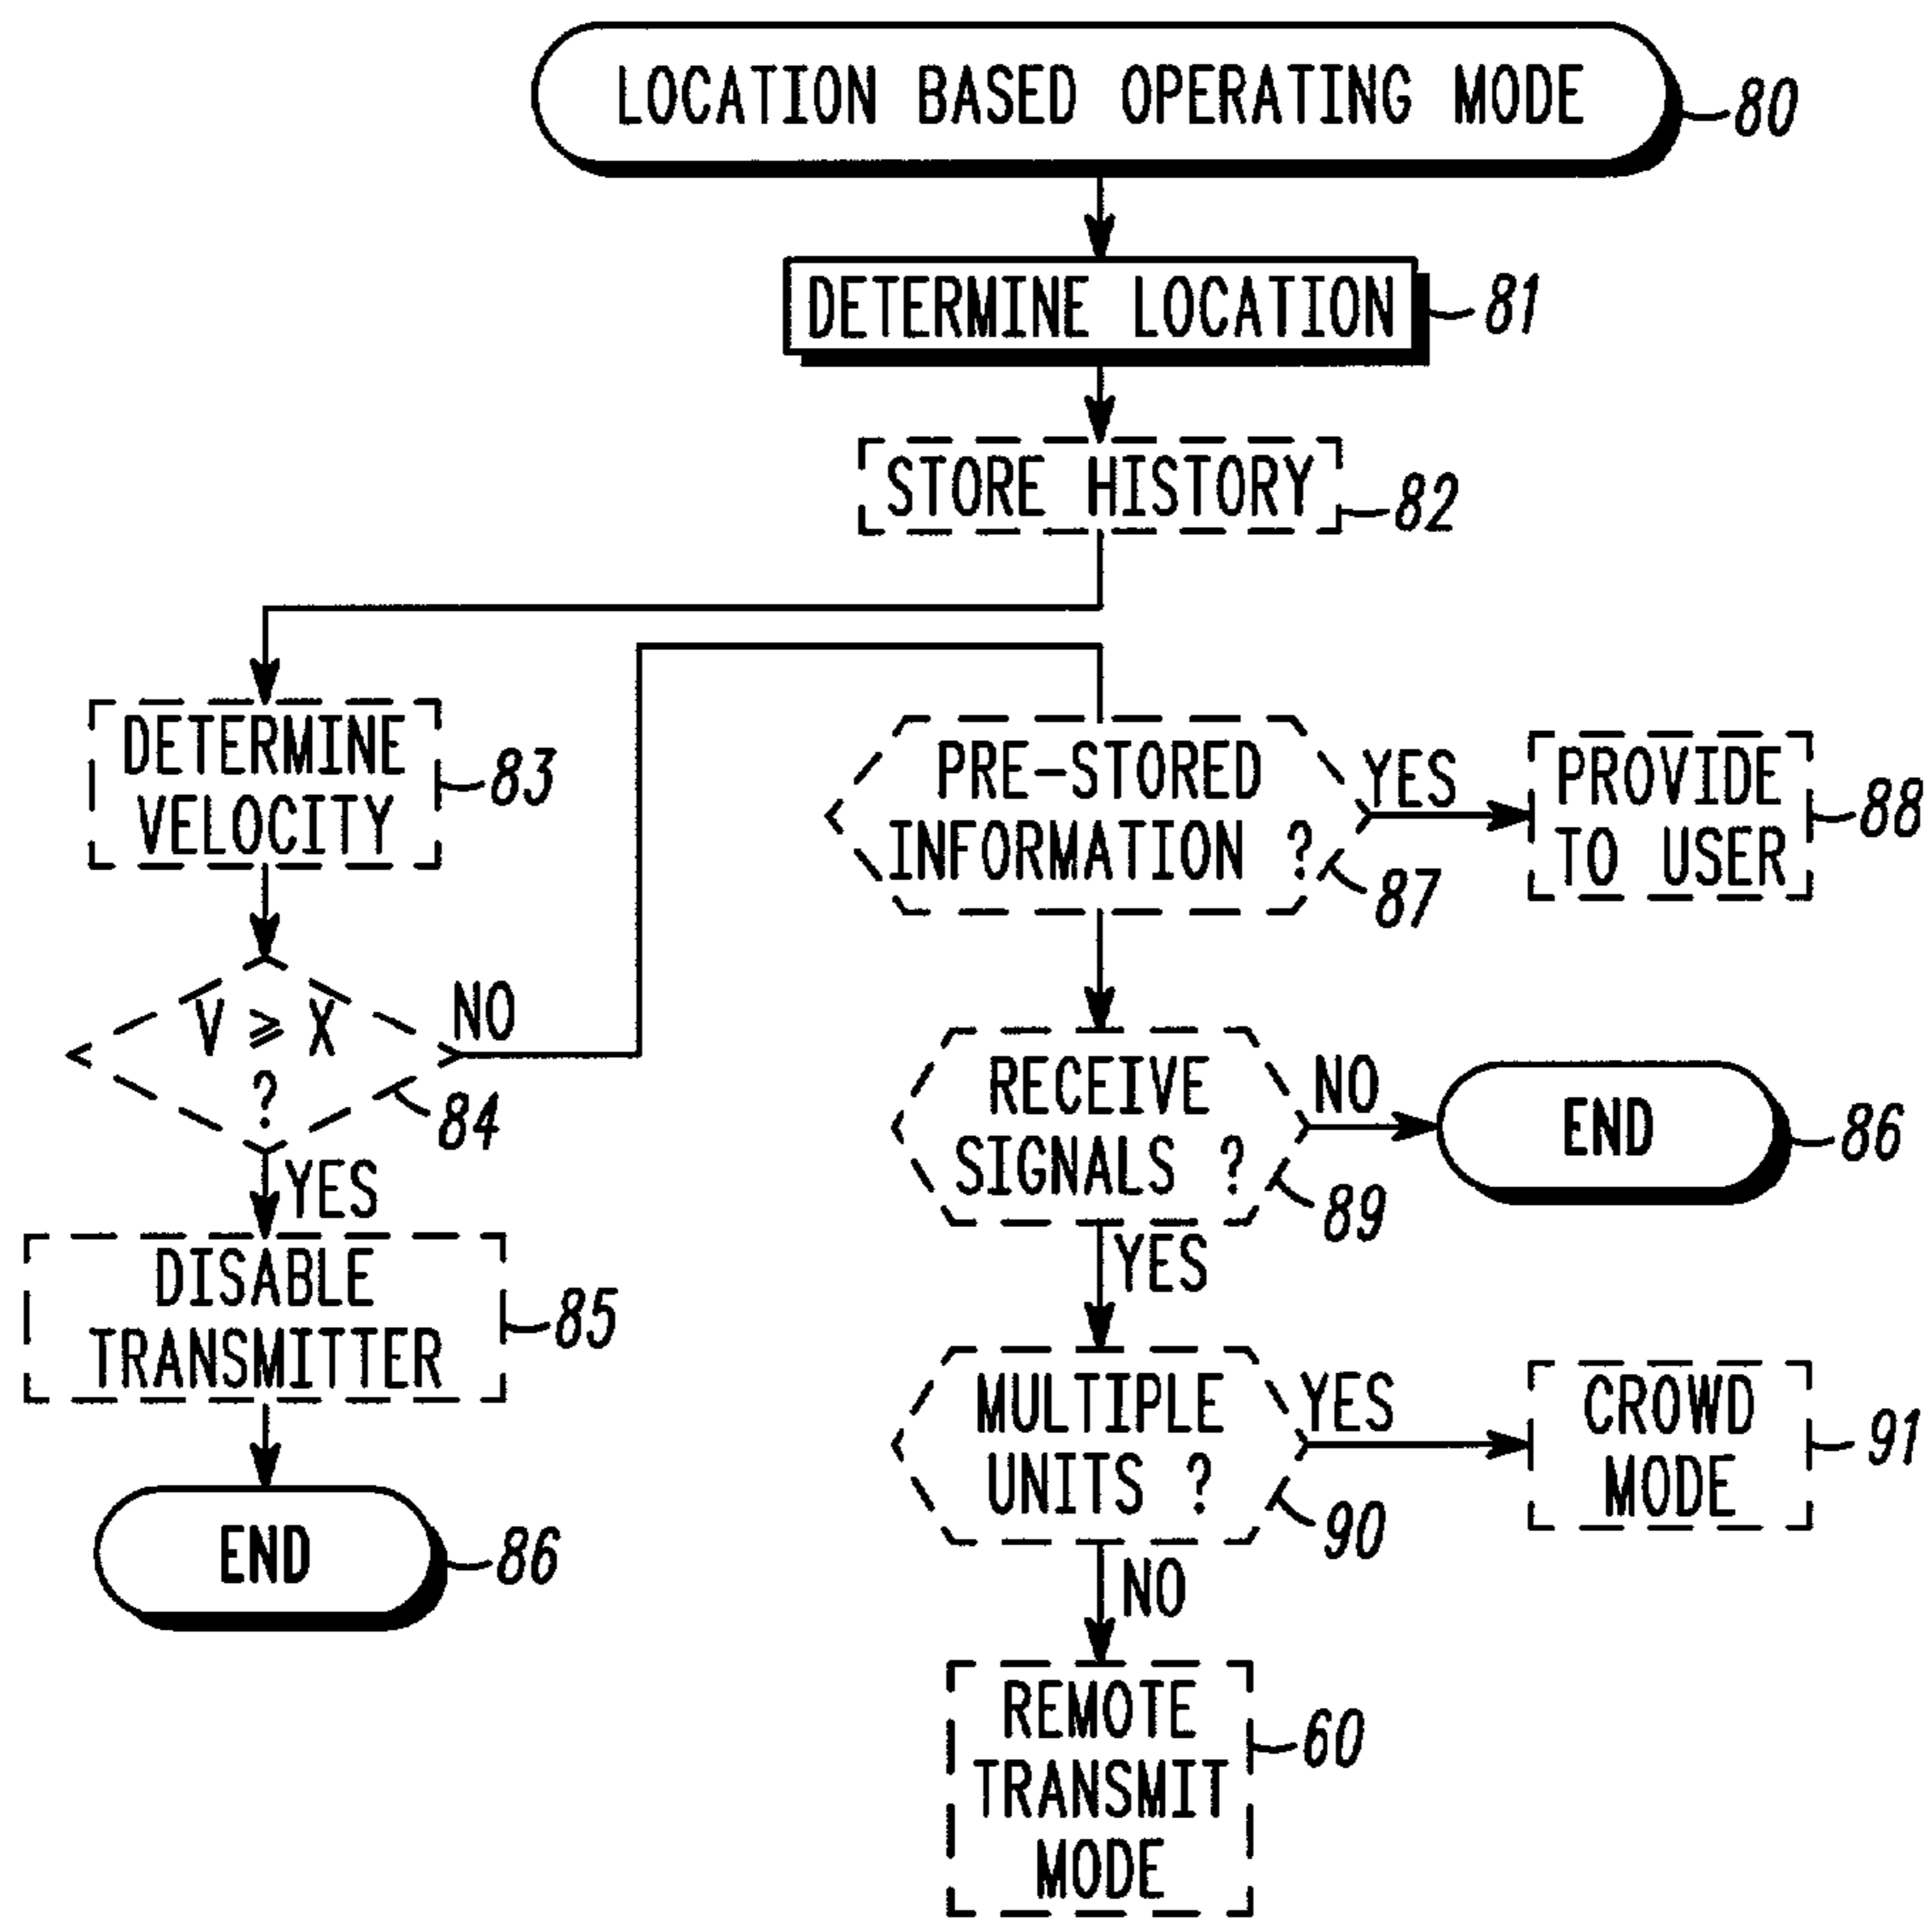 LOCATION BASED OPERATING MODE
80
DETERMINE LOCATION
81
STORE HISTORY
82
DETERMINE
VELOCITY
83
V ⩾ X
?
84
NO
YES
DISABLE
TRANSMITTER
85
END
86
PRE-STORED
INFORMATION ?
87
YES
PROVIDE
TO USER
88
RECEIVE
SIGNALS ?
89
NO
END
86
YES
MULTIPLE
UNITS ?
90
YES
CROWD
MODE
91
NO
REMOTE
TRANSMIT
MODE
60